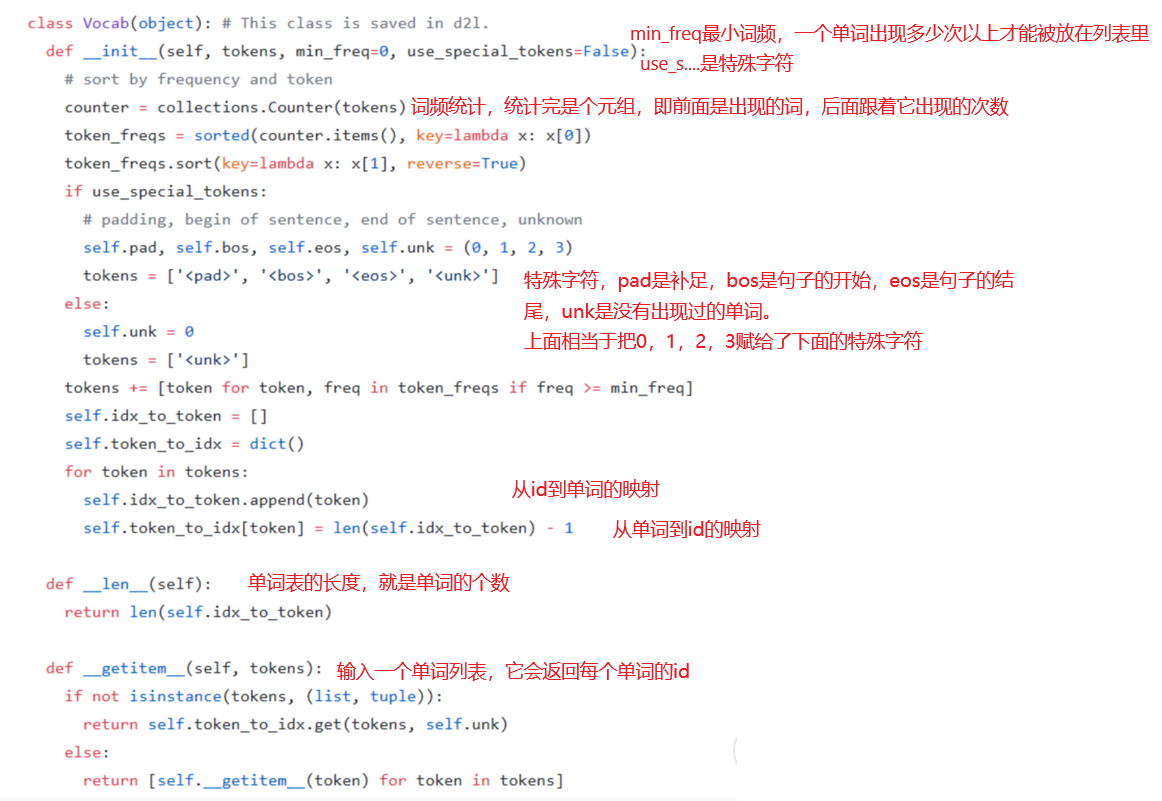 class Vocab(object): # This class is saved in d2l.
min_freq最小词频，一个单词出现多少次以上才能被放在列表里
def __init__(self, tokens, min_freq=0, use_special_tokens=False):
use_s....是特殊字符
# sort by frequency and token
counter = collections.Counter(tokens) 词频统计，统计完是个元组，即前面是出现的词，后面跟着它出现的次数
token_freqs = sorted(counter.items(), key=lambda x: x[0])
token_freqs.sort(key=lambda x: x[1], reverse=True)
if use_special_tokens:
# padding, begin of sentence, end of sentence, unknown
self.pad, self.bos, self.eos, self.unk = (0, 1, 2, 3)
tokens = ['<pad>', '<bos>', '<eos>', '<unk>']
特殊字符，pad是补足，bos是句子的开始，eos是句子的结
尾，unk是没有出现过的单词。
上面相当于把0，1，2，3赋给了下面的特殊字符
else:
self.unk = 0
tokens = ['<unk>']
tokens += [token for token, freq in token_freqs if freq >= min_freq]
self.idx_to_token = []
self.token_to_idx = dict()
for token in tokens:
self.idx_to_token.append(token) 从id到单词的映射
self.token_to_idx[token] = len(self.idx_to_token) - 1 从单词到id的映射
def __len__(self): 单词表的长度，就是单词的个数
return len(self.idx_to_token)
def __getitem__(self, tokens): 输入一个单词列表，它会返回每个单词的id
if not isinstance(tokens, (list, tuple)):
return self.token_to_idx.get(tokens, self.unk)
else:
return [self.__getitem__(token) for token in tokens]